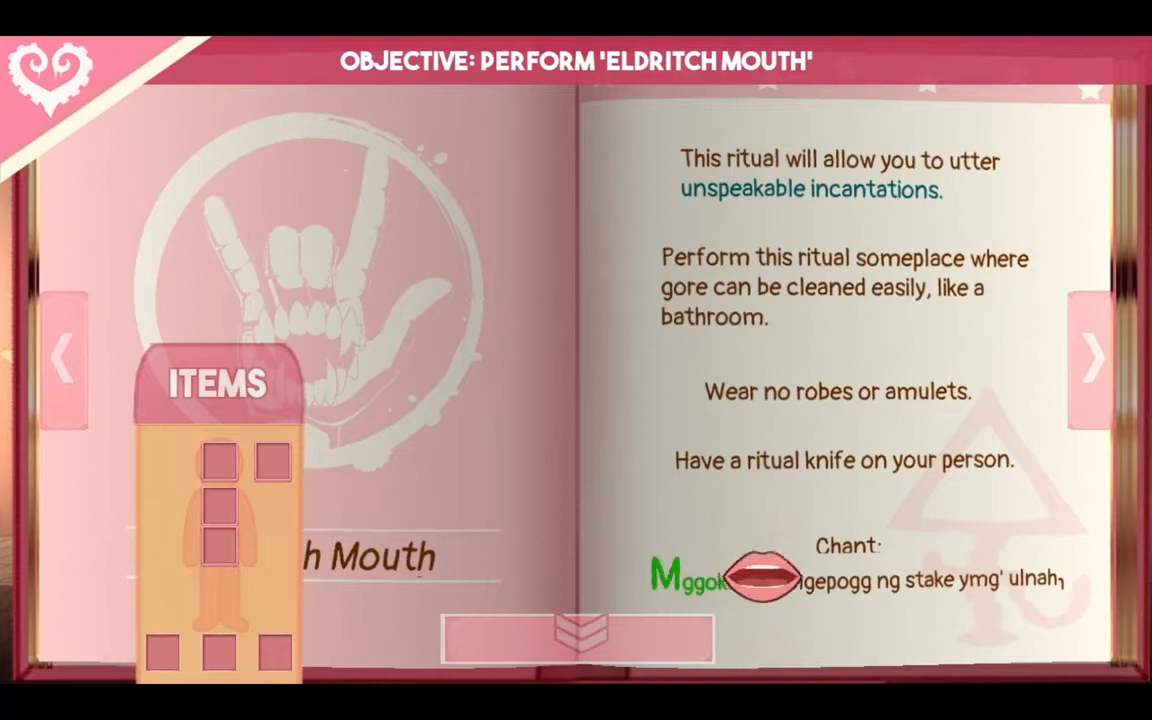 OBJECTIVE: PERFORM 'ELDRITCH MOUTH'
This ritual will allow you to utter
unspeakable incantations.
Perform this ritual someplace where
gore can be cleaned easily, like a
bathroom.
Wear no robes or amulets.
Have a ritual knife on your person.
Chant:
ng stake ymg' ulnah,
ITEMS
Mouth